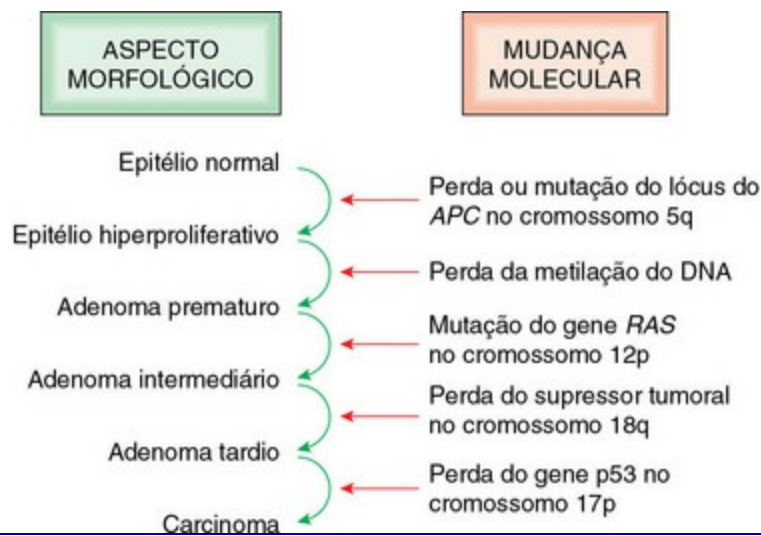 ASPECTO
MORFOLÓGICO
MUDANÇA
MOLECULAR
Epitélio normal
Perda ou mutação do lócus do
APC no cromossomo 5q
Epitélio hiperproliferativo
Perda da metilação do DNA
Adenoma prematuro
Mutação do gene RAS
no cromossomo 12p
Adenoma intermediário
Perda do supressor tumoral
no cromossomo 18q
Adenoma tardio
Perda do gene p53 no
cromossomo 17p
Carcinoma